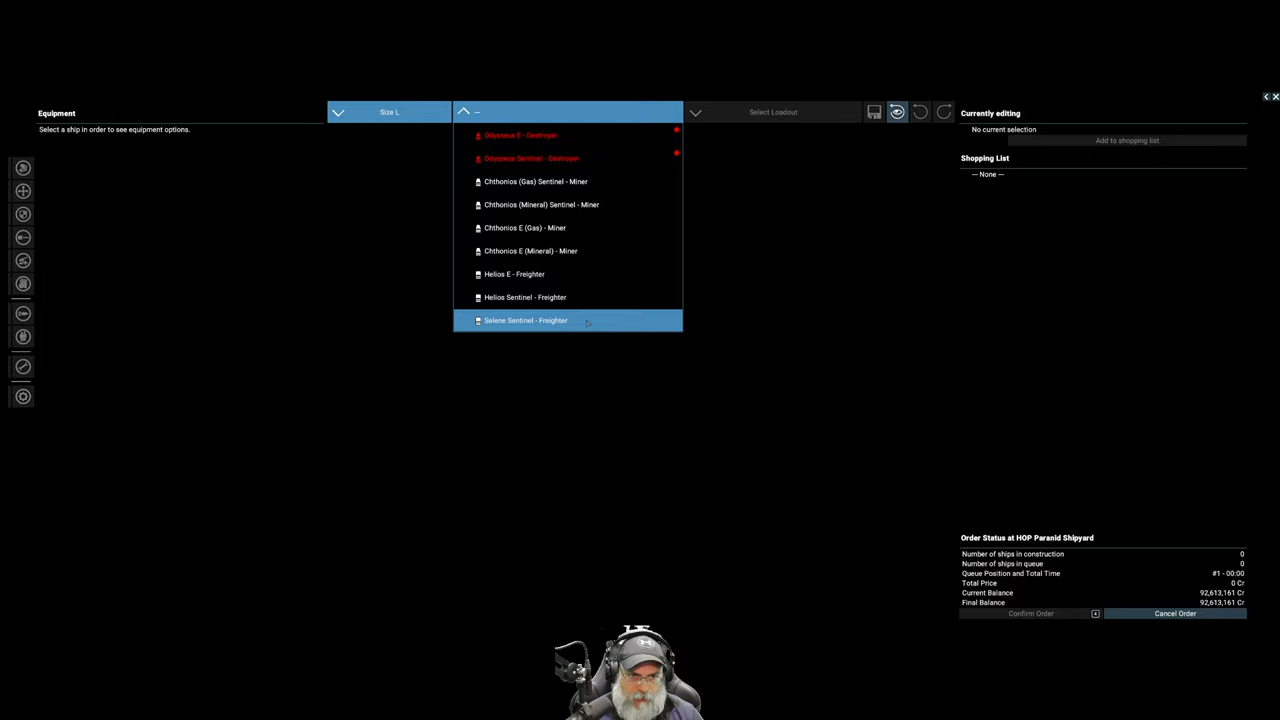 Equipment
Select a ship in order to see equipment options.
Size L
--
Select Loadout
Odysseus E - Destroyer
Odysseus Sentinel - Destroyer
Chthonios (Gas) Sentinel - Miner
Chthonios (Mineral) Sentinel - Miner
Chthonios E (Gas) - Miner
Chthonios E (Mineral) - Miner
Helios E - Freighter
Helios Sentinel - Freighter
Selene Sentinel - Freighter
Currently editing
No current selection
Add to shopping list
Shopping List
— None —
Order Status at HOP Paranid Shipyard
Number of ships in construction 0
Number of ships in queue 0
Queue Position and Total Time #1 - 00:00
Total Price 0 Cr
Current Balance 92,613,161 Cr
Final Balance 92,613,161 Cr
Confirm Order
Cancel Order